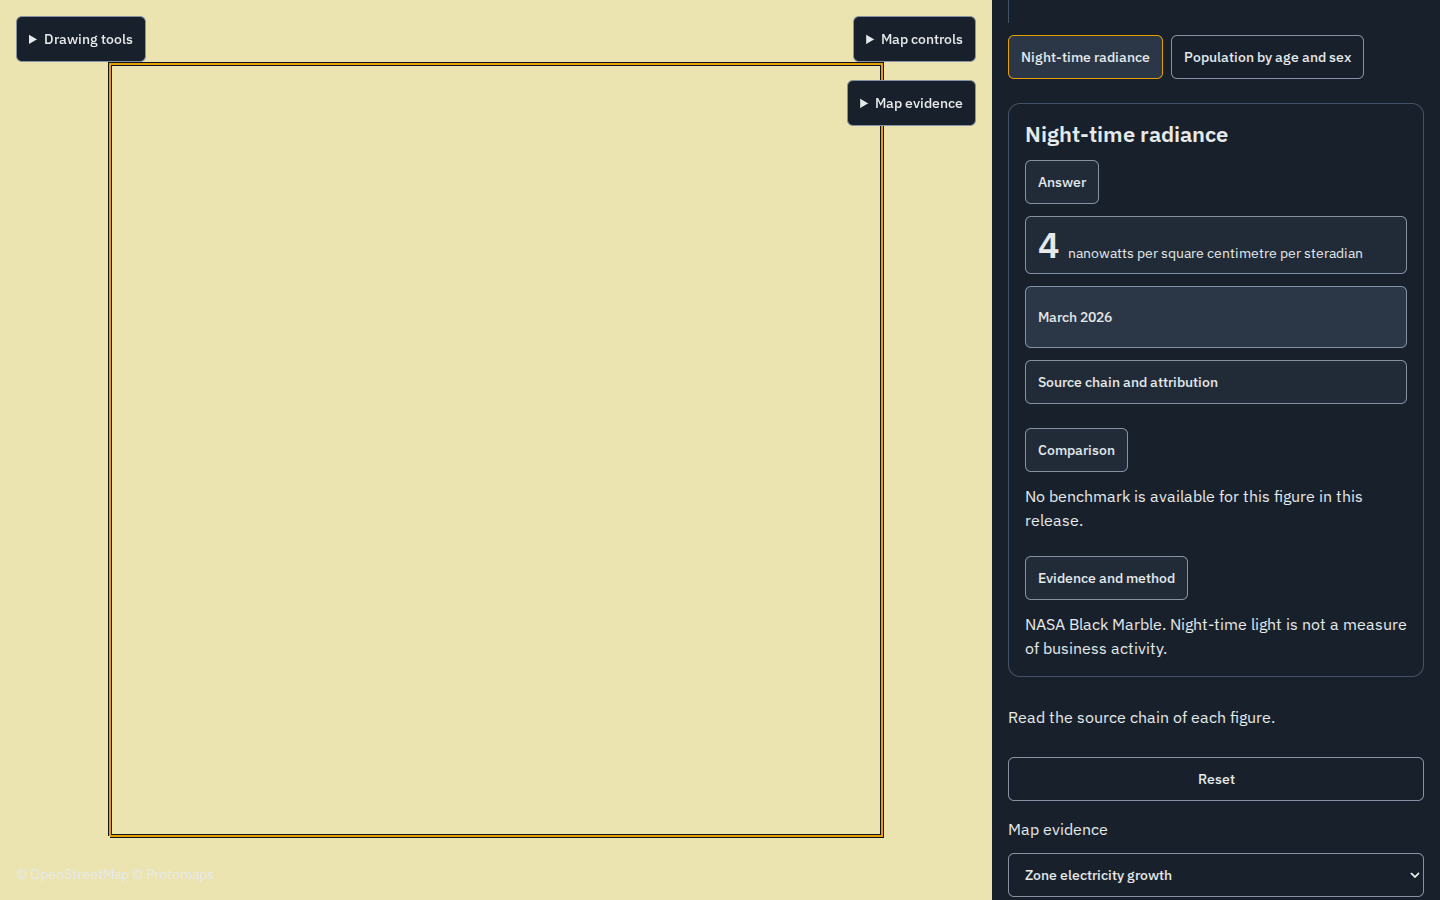 Drawing tools
Map controls
Map evidence
© OpenStreetMap © Protomaps
Night-time radiance
Population by age and sex
Night-time radiance
Answer
4 nanowatts per square centimetre per steradian
March 2026
Source chain and attribution
Comparison
No benchmark is available for this figure in this
release.
Evidence and method
NASA Black Marble. Night-time light is not a measure
of business activity.
Read the source chain of each figure.
Reset
Map evidence
Zone electricity growth